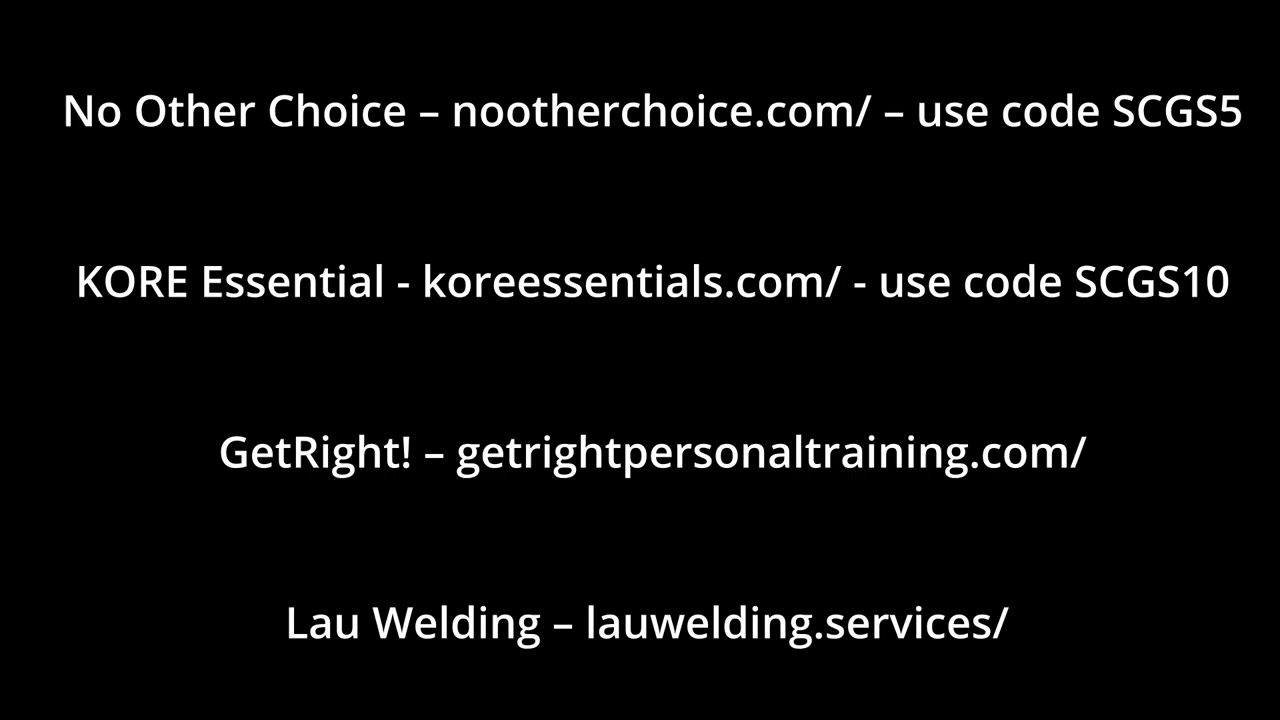 No Other Choice – nootherchoice.com/ – use code SCGS5
KORE Essential - koreessentials.com/ - use code SCGS10
GetRight! – getrightpersonaltraining.com/
Lau Welding – lauwelding.services/